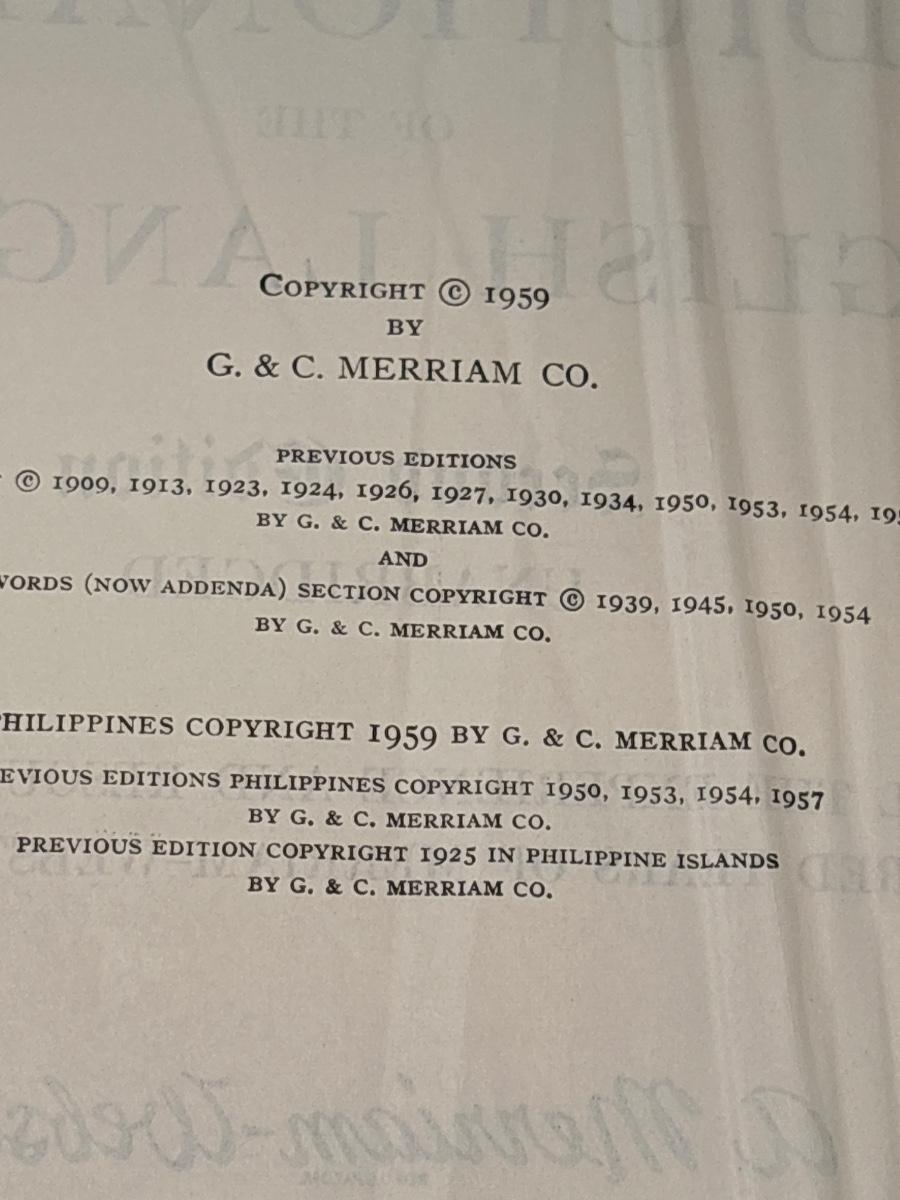 COPYRIGHT © 1959
BY
G. & C. MERRIAM CO.
PREVIOUS EDITIONS
© 1909, 1913, 1923, 1924, 1926, 1927, 1930, 1934, 1950, 1953, 1954,
BY G. & C. MERRIAM CO.
AND
WORDS (NOW ADDENDA) SECTION COPYRIGHT © 1939, 1945, 1950, 1954
BY G. & C. MERRIAM CO.
PHILIPPINES COPYRIGHT 1959 BY G. & C. MERRIAM CO.
EVIOUS EDITIONS PHILIPPINES COPYRIGHT 1950, 1953, 1954, 1957
BY G. & C. MERRIAM CO.
PREVIOUS EDITION COPYRIGHT 1925 IN PHILIPPINE ISLANDS
BY G. & C. MERRIAM CO.